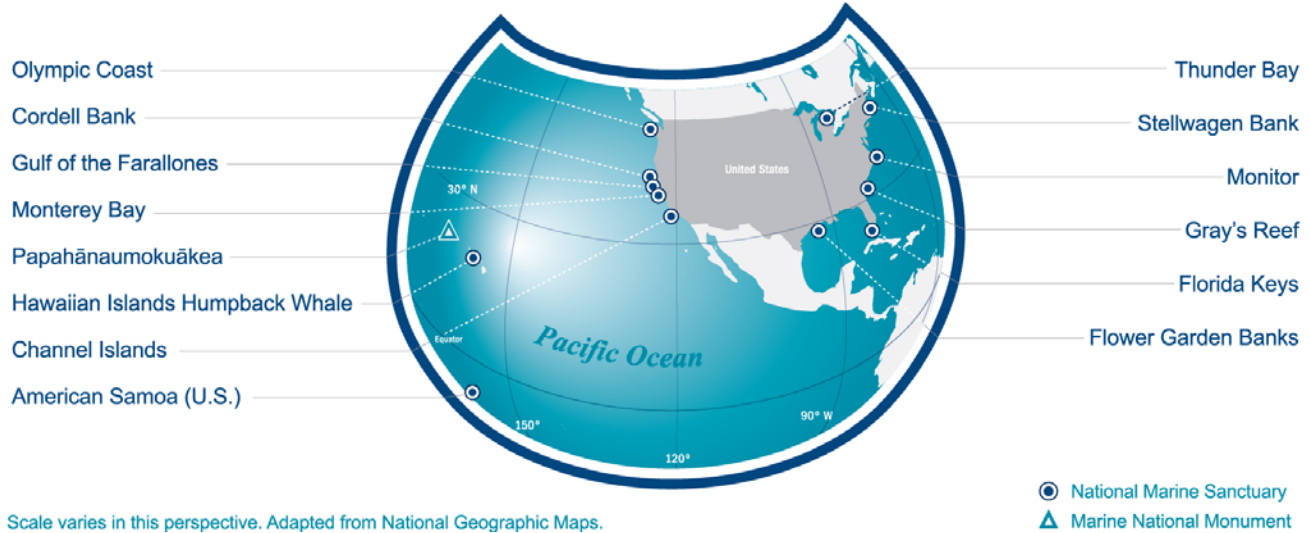 Olympic Coast
Cordell Bank
Gulf of the Farallones
Monterey Bay
Papahānaumokuākea
Hawaiian Islands Humpback Whale
Channel Islands
American Samoa (U.S.)
30° N
United States
Equator
Pacific Ocean
150°
120°
90° W
Thunder Bay
Stellwagen Bank
Monitor
Gray's Reef
Florida Keys
Flower Garden Banks
National Marine Sanctuary
Marine National Monument
Scale varies in this perspective. Adapted from National Geographic Maps.